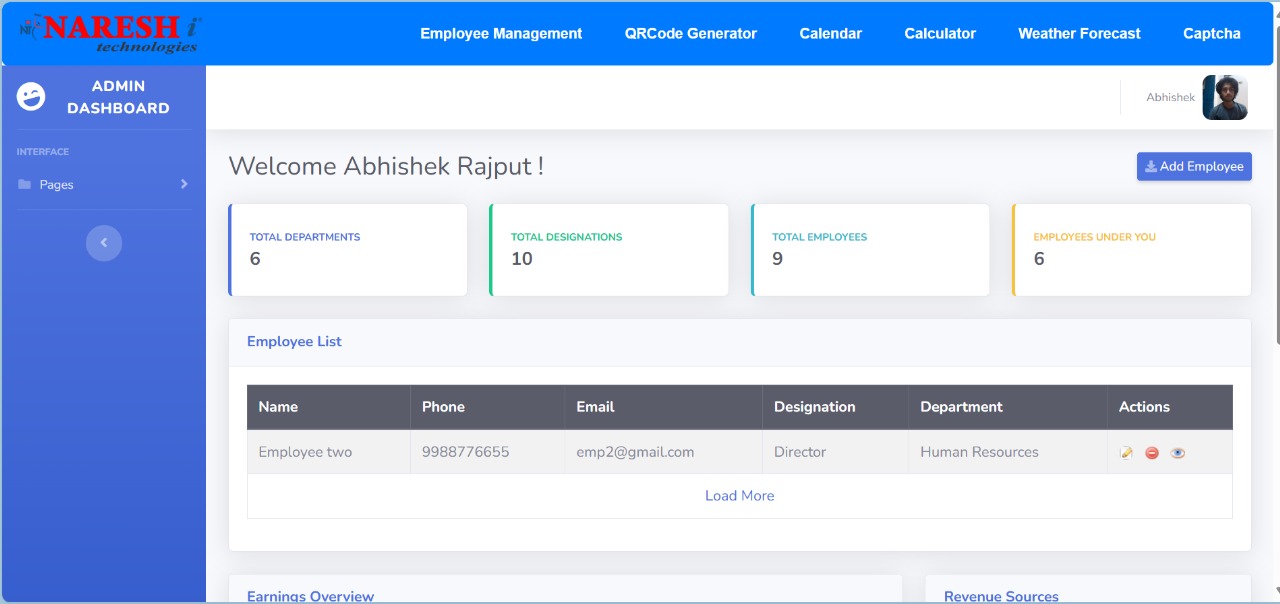 NARESH i
technologies
Employee Management QRCode Generator Calendar Calculator Weather Forecast Captcha
ADMIN
DASHBOARD
Abhishek
INTERFACE
Pages
Welcome Abhishek Rajput !
Add Employee
TOTAL DEPARTMENTS
6
TOTAL DESIGNATIONS
10
TOTAL EMPLOYEES
9
EMPLOYEES UNDER YOU
6
Employee List
Name Phone Email Designation Department Actions
Employee two 9988776655 emp2@gmail.com Director Human Resources
Load More
Earnings Overview
Revenue Sources